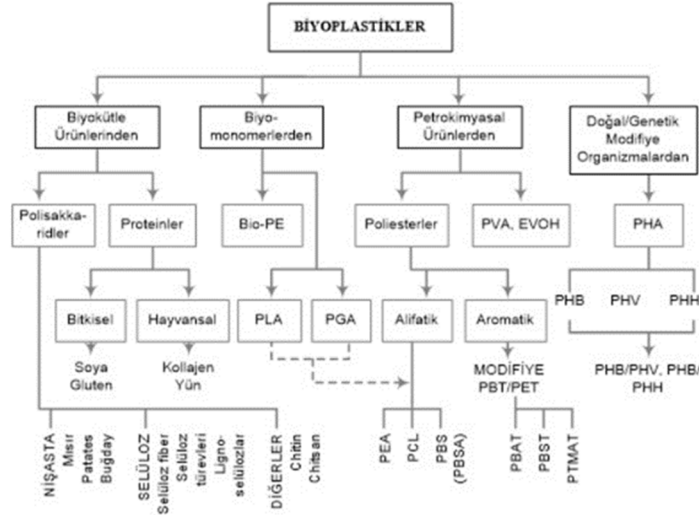 BİYOPLASTİKLER
Biyokütle
Ürünlerinden
Biyo-
monomerlerden
Petrokimyasal
Ürünlerden
Doğal/Genetik
Modifiye
Organizmalardan
Polisakka-
ridler
Proteinler
Bio-PE
Poliesterler
PVA, EVOH
PHA
Bitkisel
Hayvansal
PLA
PGA
Alifatik
Aromatik
PHB
PHV
PHH
Soya
Gluten
Kollajen
Yün
MODİFİYE
PBT/PET
PHB/PHV, PHB/
PHH
NİŞASTA
Mısır
Patates
Buğday
SELÜLOZ
Selüloz fiber
Selüloz
türevleri
Ligno-
selülozlar
DİĞERLER
Chitin
Chitsan
PEA
PCL
PBS
(PBSA)
PBAT
PBST
PTMAT